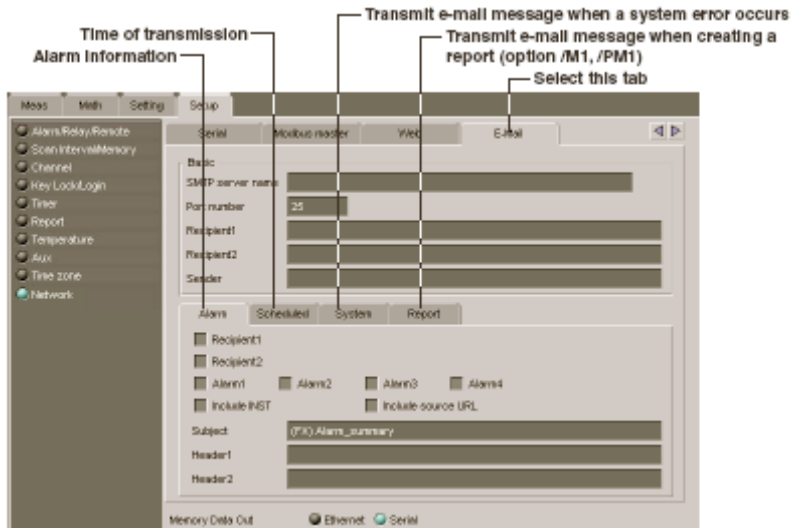 Transmit e-mail message when a system error occurs
Time of transmission
Transmit e-mail message when creating a
report (option /M1, /PM1)
Alarm information
Select this tab
Meas Math Setting Setup
Alarm/Relay/Remote
Scan Interval/Memory
Channel
Key Lock/Login
Timer
Report
Temperature
Aux
Time zone
Network
Serial Modbus master Web E-Mail
Basic
SMTP server name
Port number 25
Recipient1
Recipient2
Sender
Alarm Scheduled System Report
Recipient1
Recipient2
Alarm1 Alarm2 Alarm3 Alarm4
Include INST Include source URL
Subject (FX) Alarm_summary
Header1
Header2
Memory Data Out Ethernet Serial